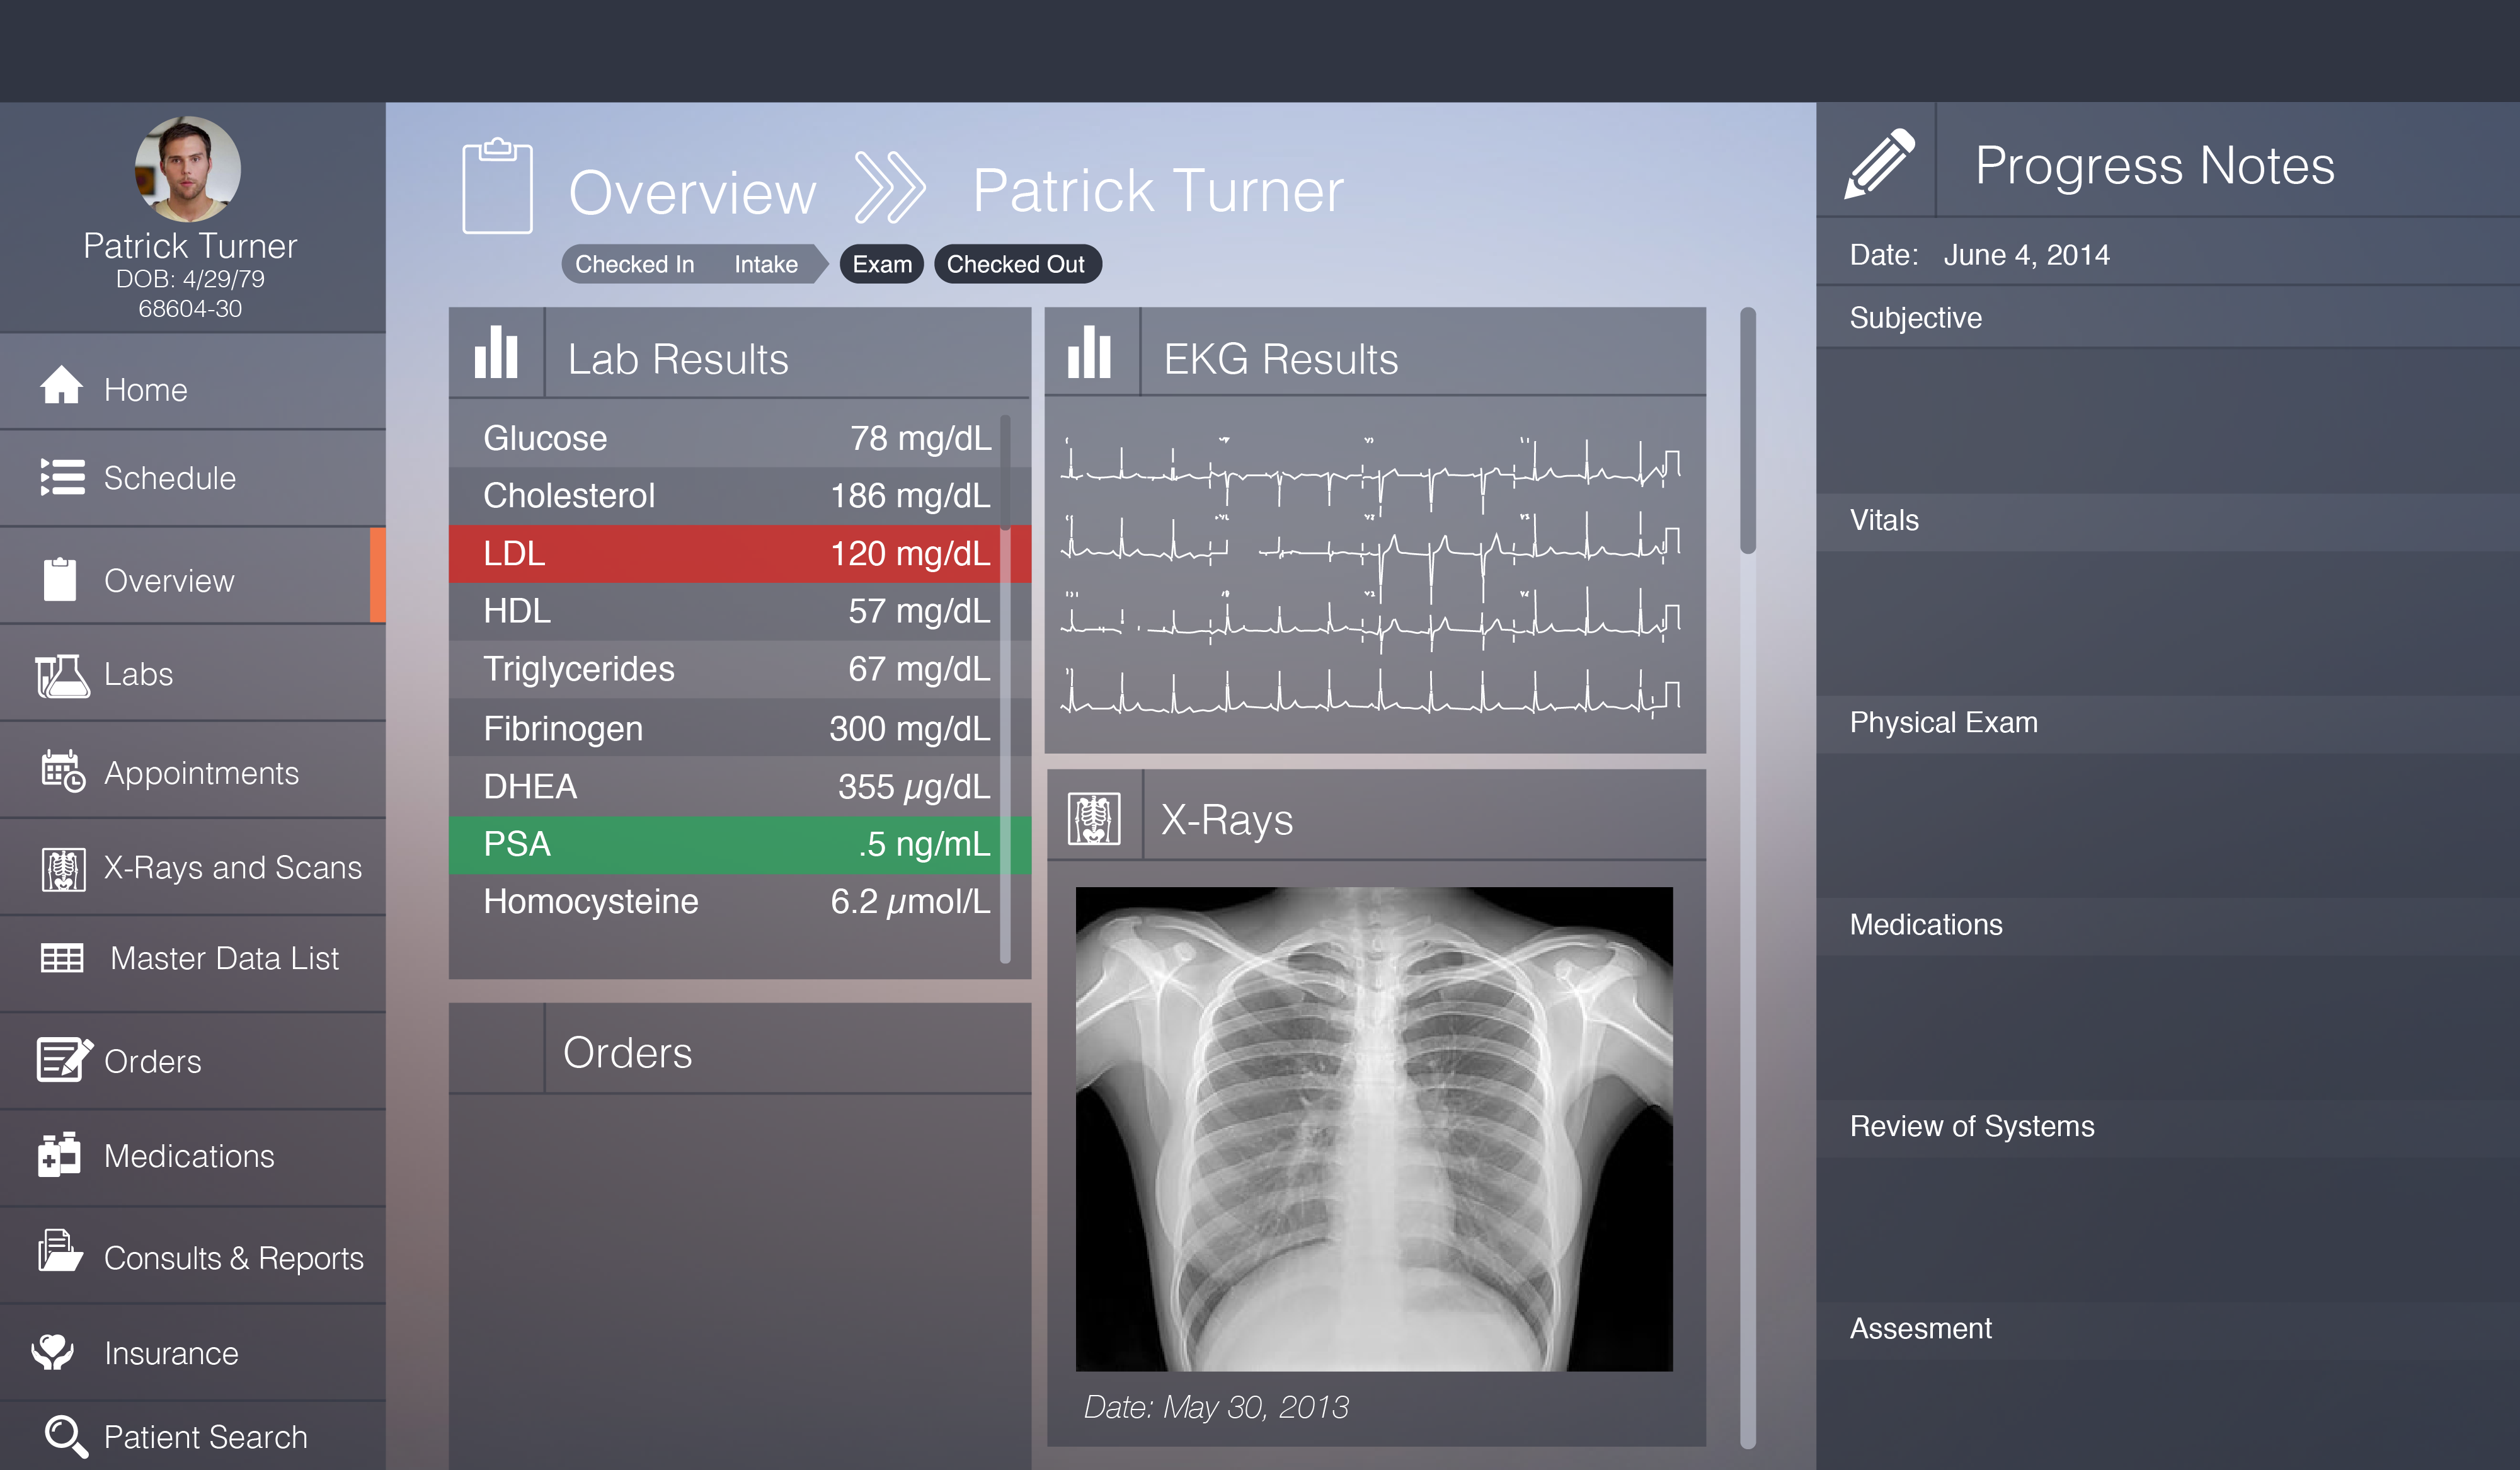 Patrick Turner
DOB: 4/29/79
68604-30
Home
Schedule
Overview
Labs
Appointments
X-Rays and Scans
Master Data List
Orders
Medications
Consults & Reports
Insurance
Patient Search
Overview Patrick Turner
Checked In Intake Exam Checked Out
Lab Results
Glucose 78 mg/dL
Cholesterol 186 mg/dL
LDL 120 mg/dL
HDL 57 mg/dL
Triglycerides 67 mg/dL
Fibrinogen 300 mg/dL
DHEA 355 µg/dL
PSA .5 ng/mL
Homocysteine 6.2 µmol/L
Orders
EKG Results
X-Rays
Date: May 30, 2013
Progress Notes
Date: June 4, 2014
Subjective
Vitals
Physical Exam
Medications
Review of Systems
Assesment